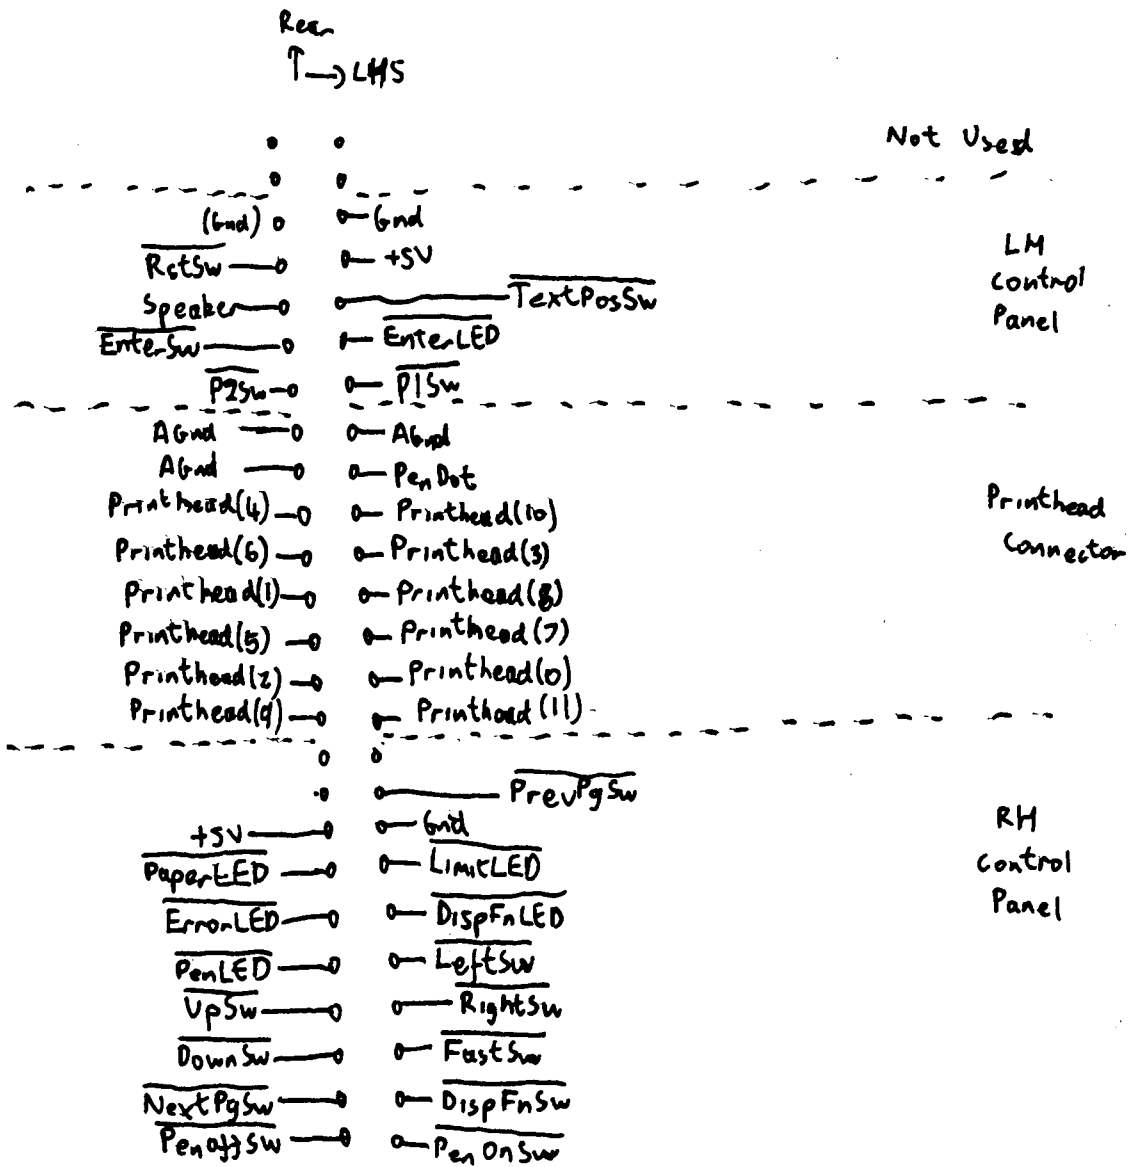 Rear
LHS
Not Used
(Gnd) Gnd
RstSw +5V
Speaker TextPosSw
EnterSw EnterLED
P2Sw P1Sw
LH
Control
Panel
AGnd AGnd
AGnd PenDot
Printhead(4) Printhead(10)
Printhead(6) Printhead(3)
Printhead(1) Printhead(8)
Printhead(5) Printhead(7)
Printhead(2) Printhead(0)
Printhead(9) Printhead(11)
Printhead
Connector
PrevPgSw
+5V Gnd
PaperLED LimitLED
ErrorLED DispFnLED
PenLED LeftSw
UpSw RightSw
DownSw FastSw
NextPgSw DispFnSw
PenOffSw PenOnSw
RH
Control
Panel